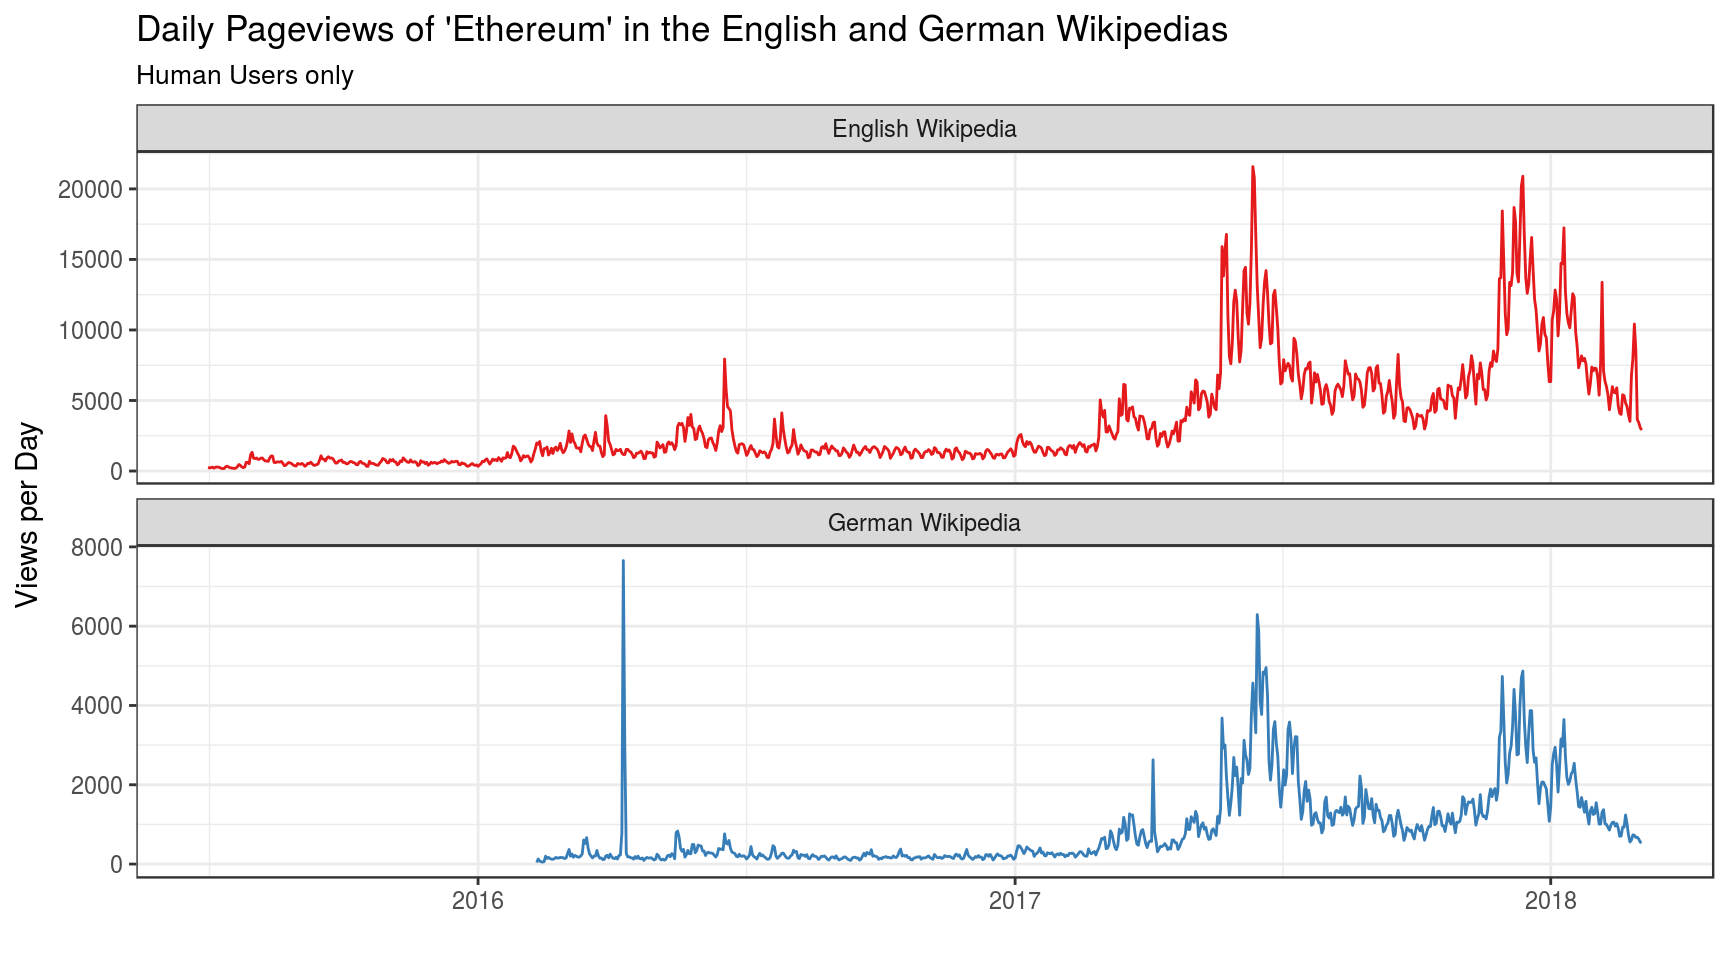 Daily Pageviews of 'Ethereum' in the English and German Wikipedias
Human Users only
English Wikipedia
20000
15000
10000
5000
0
German Wikipedia
8000
6000
4000
2000
0
Views per Day
2016 2017 2018